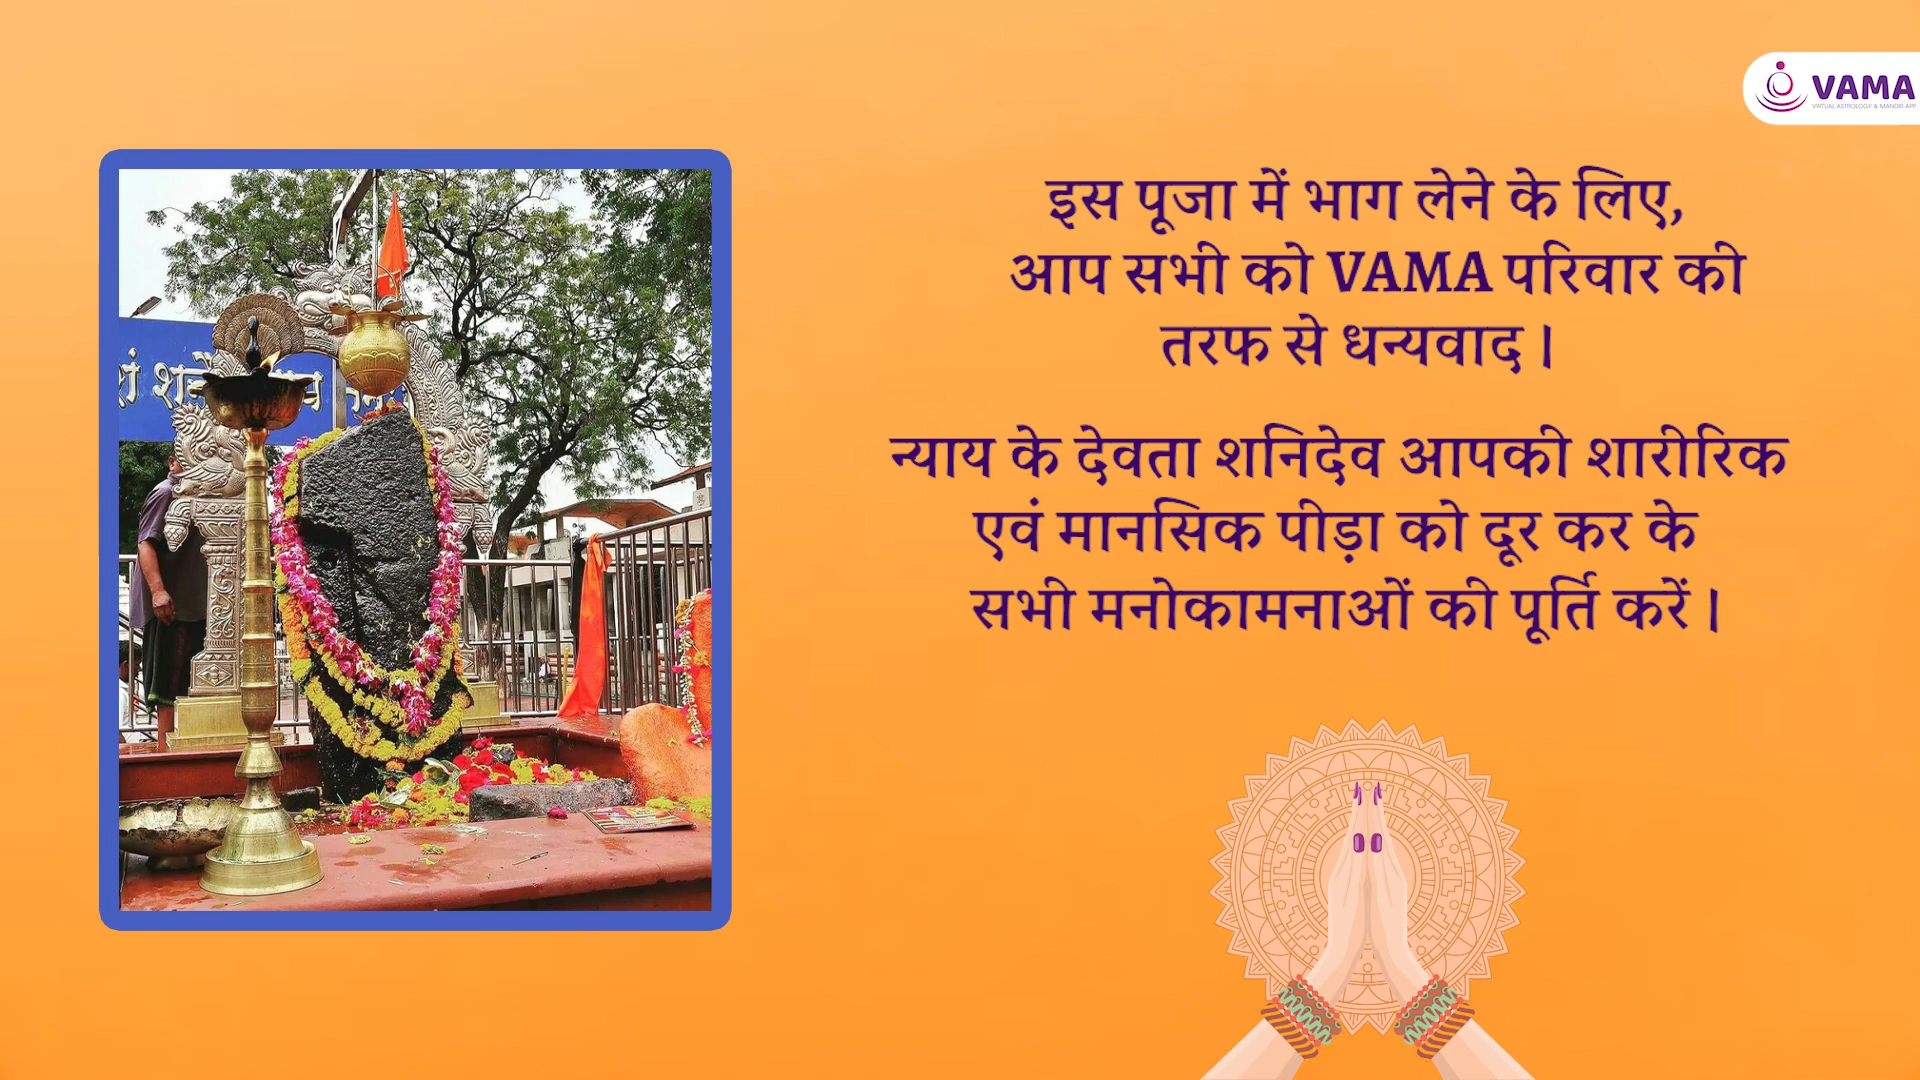 VAMA
VIRTUAL ASTROLOGY & MANDIR APP
इस पूजा में भाग लेने के लिए,
आप सभी को VAMA परिवार की
तरफ से धन्यवाद ।
न्याय के देवता शनिदेव आपकी शारीरिक
एवं मानसिक पीड़ा को दूर कर के
सभी मनोकामनाओं की पूर्ति करें ।